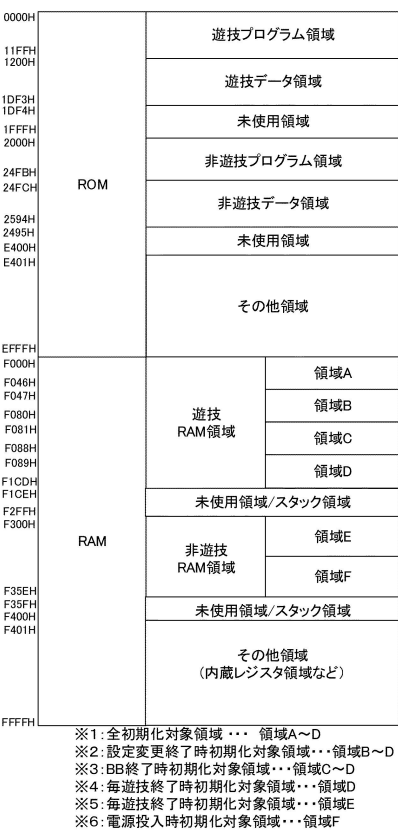 0000H
遊技プログラム領域
11FFH
1200H
遊技データ領域
1DF3H
1DF4H
未使用領域
1FFFH
2000H
非遊技プログラム領域
24FBH
24FCH
ROM
非遊技データ領域
2594H
2495H
未使用領域
E400H
E401H
その他領域
EFFFH
F000H
領域A
F046H
F047H
領域B
遊技
RAM領域
F080H
F081H
領域C
F088H
F089H
領域D
F1CDH
F1CEH
未使用領域/スタック領域
F2FFH
F300H
領域E
RAM
非遊技
RAM領域
領域F
F35EH
F35FH
未使用領域/スタック領域
F400H
F401H
その他領域
(内蔵レジスタ領域など)
FFFFH
※1:全初期化対象領域 ・・・ 領域A～D
※2:設定変更終了時初期化対象領域・・・領域B～D
※3:BB終了時初期化対象領域・・・領域C～D
※4:毎遊技終了時初期化対象領域・・・領域D
※5:毎遊技終了時初期化対象領域・・・領域E
※6:電源投入時初期化対象領域・・・領域F